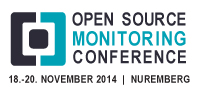 OPEN SOURCE
MONITORING
CONFERENCE
18.-20. NOVEMBER 2014 | NUREMBERG